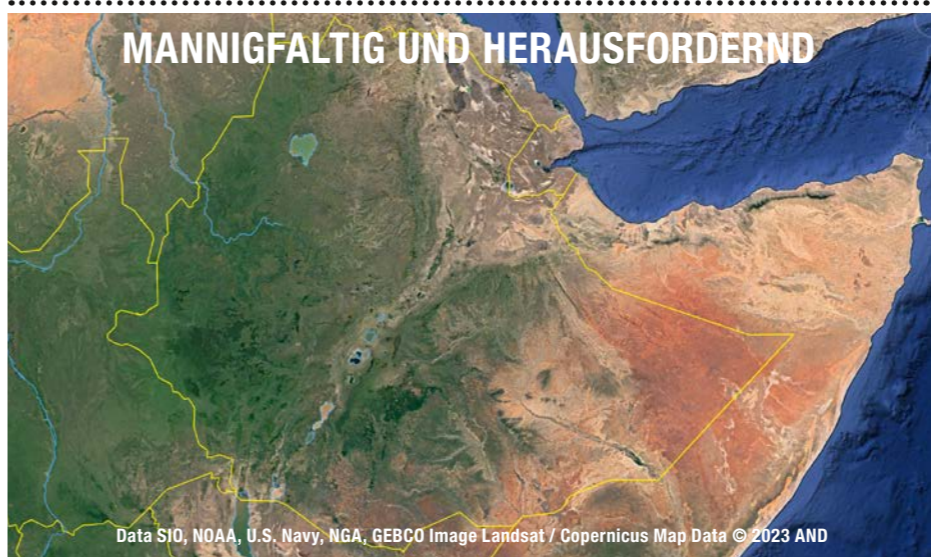 MANNIGFALTIG UND HERAUSFORDERND
Data SIO, NOAA, U.S. Navy, NGA, GEBCO Image Landsat / Copernicus Map Data © 2023 AND